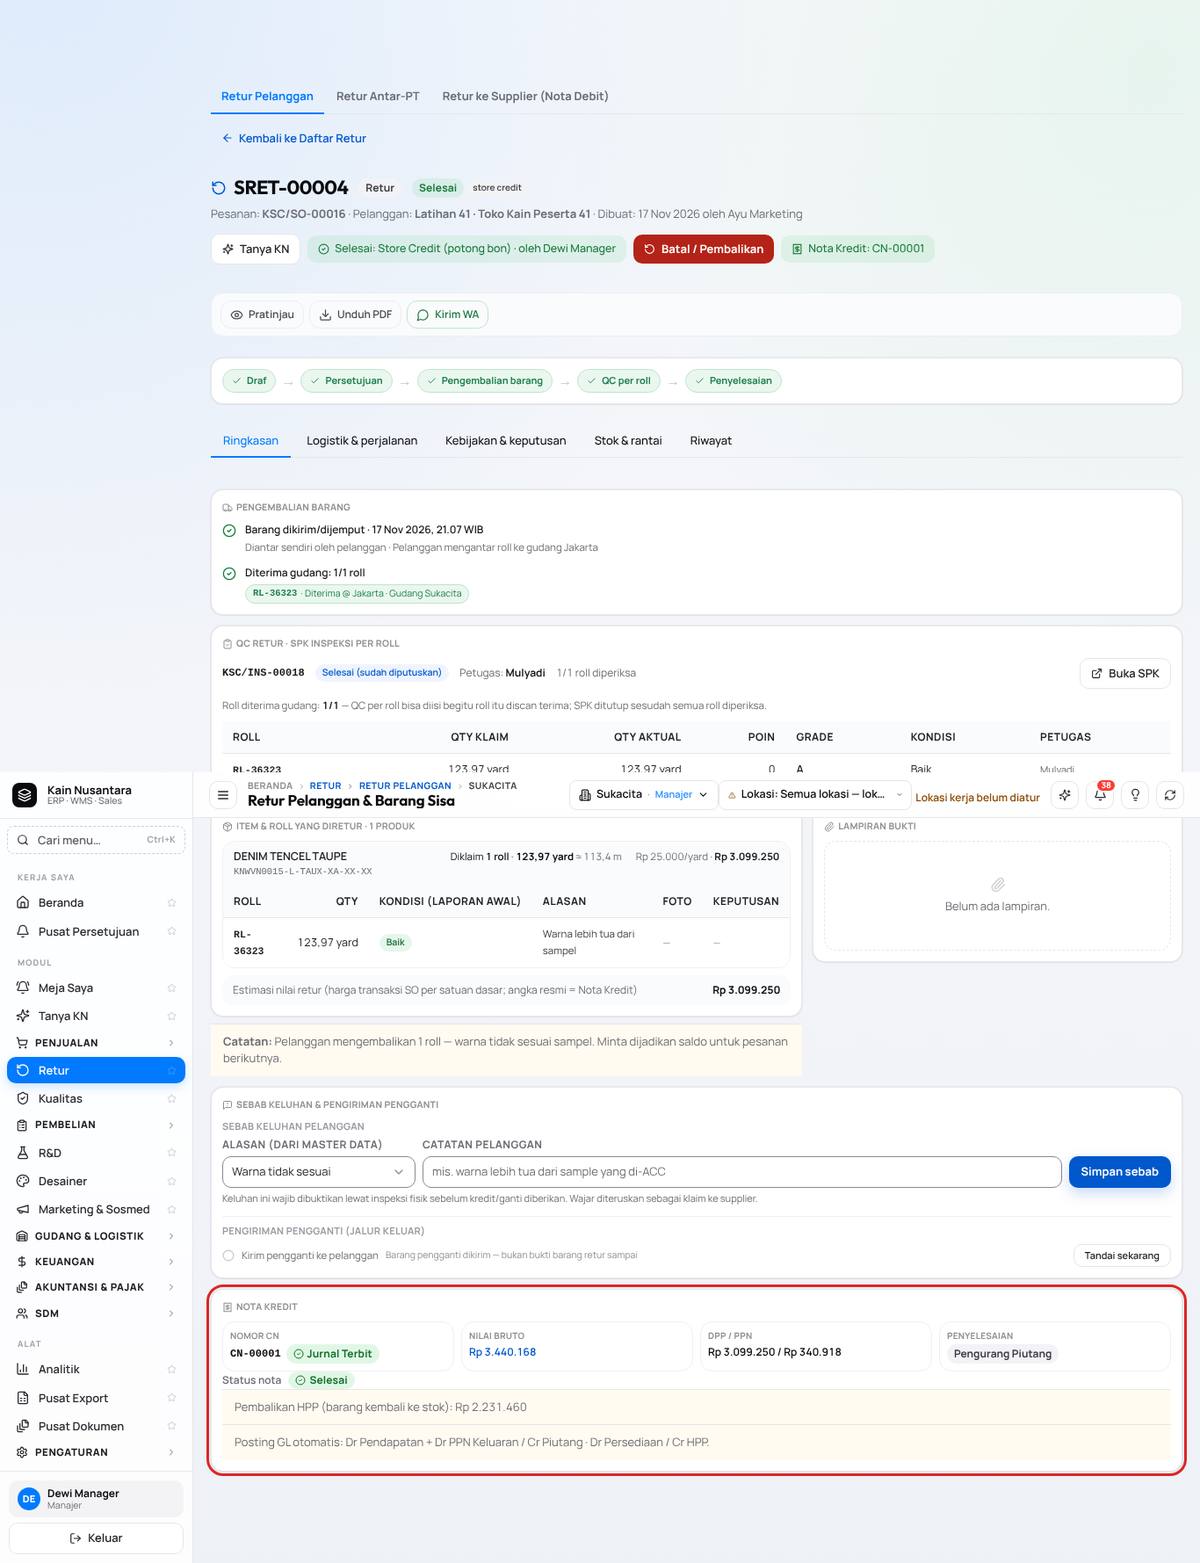 Retur Pelanggan
Retur Antar-PT
Retur ke Supplier (Nota Debit)
Kembali ke Daftar Retur
SRET-00004 Retur Selesai store credit
Pesanan: KSC/SO-00016 · Pelanggan: Latihan 41 · Toko Kain Peserta 41 · Dibuat: 17 Nov 2026 oleh Ayu Marketing
Tanya KN
Selesai: Store Credit (potong bon) · oleh Dewi Manager
Batal / Pembalikan
Nota Kredit: CN-00001
Pratinjau
Unduh PDF
Kirim WA
Draf → Persetujuan → Pengembalian barang → QC per roll → Penyelesaian
Ringkasan
Logistik & perjalanan
Kebijakan & keputusan
Stok & rantai
Riwayat
PENGEMBALIAN BARANG
Barang dikirim/dijemput · 17 Nov 2026, 21.07 WIB
Diantar sendiri oleh pelanggan · Pelanggan mengantar roll ke gudang Jakarta
Diterima gudang: 1/1 roll
RL-36323 · Diterima @ Jakarta · Gudang Sukacita
QC RETUR · SPK INSPEKSI PER ROLL
KSC/INS-00018 Selesai (sudah diputuskan) Petugas: Mulyadi 1/1 roll diperiksa
Buka SPK
Roll diterima gudang: 1/1 — QC per roll bisa diisi begitu roll itu discan terima; SPK ditutup sesudah semua roll diperiksa.
ROLL QTY KLAIM QTY AKTUAL POIN GRADE KONDISI PETUGAS
RL-36323 123,97 yard 123,97 yard 0 A Baik Mulyadi
Kain Nusantara
ERP · WMS · Sales
BERANDA › RETUR › RETUR PELANGGAN › SUKACITA
Retur Pelanggan & Barang Sisa
Sukacita · Manajer
Lokasi: Semua lokasi — lok...
Lokasi kerja belum diatur
38
Cari menu... Ctrl+K
KERJA SAYA
Beranda
Pusat Persetujuan
MODUL
Meja Saya
Tanya KN
PENJUALAN
Retur
Kualitas
PEMBELIAN
R&D
Desainer
Marketing & Sosmed
GUDANG & LOGISTIK
KEUANGAN
AKUNTANSI & PAJAK
SDM
ALAT
Analitik
Pusat Export
Pusat Dokumen
PENGATURAN
DE
Dewi Manager
Manajer
Keluar
ITEM & ROLL YANG DIRETUR · 1 PRODUK
DENIM TENCEL TAUPE
Diklaim 1 roll · 123,97 yard ≈ 113,4 m Rp 25.000/yard · Rp 3.099.250
KNWVN0015-L-TAUX-XA-XX-XX
ROLL QTY KONDISI (LAPORAN AWAL) ALASAN FOTO KEPUTUSAN
RL-
36323
123,97 yard
Baik
Warna lebih tua dari
sampel
—
—
Estimasi nilai retur (harga transaksi SO per satuan dasar; angka resmi = Nota Kredit) Rp 3.099.250
LAMPIRAN BUKTI
Belum ada lampiran.
Catatan: Pelanggan mengembalikan 1 roll — warna tidak sesuai sampel. Minta dijadikan saldo untuk pesanan
berikutnya.
SEBAB KELUHAN & PENGIRIMAN PENGGANTI
SEBAB KELUHAN PELANGGAN
ALASAN (DARI MASTER DATA)
CATATAN PELANGGAN
Warna tidak sesuai
mis. warna lebih tua dari sample yang di-ACC
Simpan sebab
Keluhan ini wajib dibuktikan lewat inspeksi fisik sebelum kredit/ganti diberikan. Wajar diteruskan sebagai klaim ke supplier.
PENGIRIMAN PENGGANTI (JALUR KELUAR)
Kirim pengganti ke pelanggan Barang pengganti dikirim — bukan bukti barang retur sampai
Tandai sekarang
NOTA KREDIT
NOMOR CN
CN-00001 Jurnal Terbit
NILAI BRUTO
Rp 3.440.168
DPP / PPN
Rp 3.099.250 / Rp 340.918
PENYELESAIAN
Pengurang Piutang
Status nota Selesai
Pembalikan HPP (barang kembali ke stok): Rp 2.231.460
Posting GL otomatis: Dr Pendapatan + Dr PPN Keluaran / Cr Piutang · Dr Persediaan / Cr HPP.